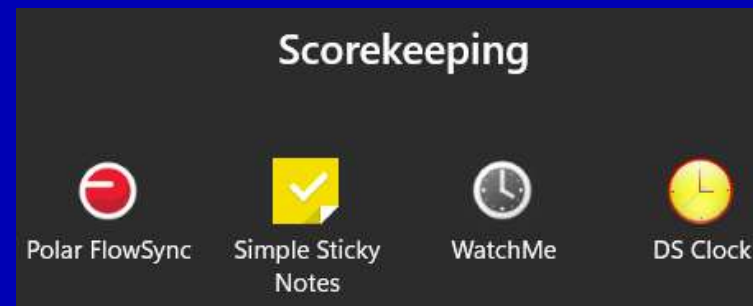 Scorekeeping
Polar FlowSync
Simple Sticky
Notes
WatchMe
DS Clock